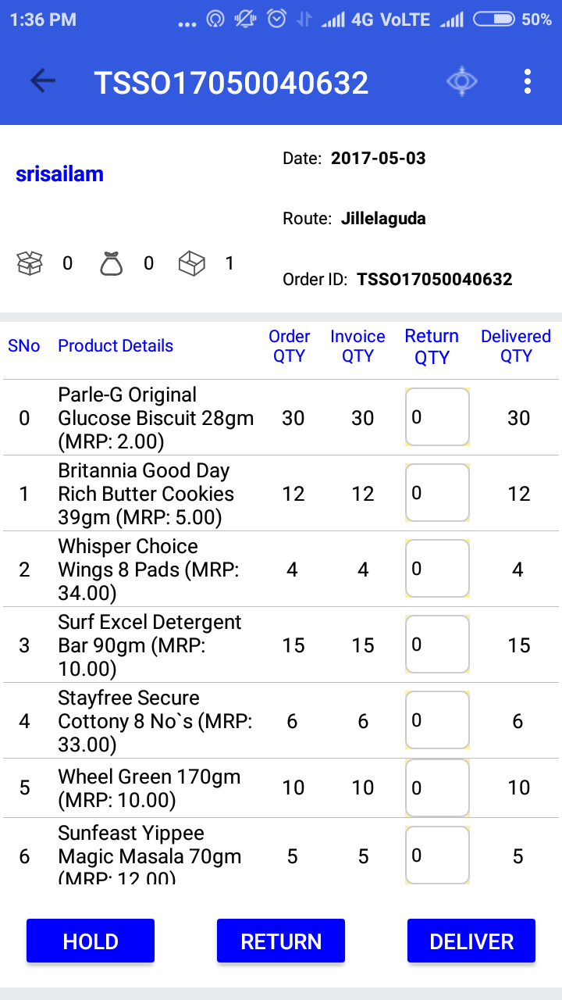 1:36 PM ... 4G VoLTE 50%
TSSO17050040632
srisailam
Date: 2017-05-03
Route: Jillelaguda
0 0 1
Order ID: TSSO17050040632
SNo Product Details Order QTY Invoice QTY Return QTY Delivered QTY
0 Parle-G Original
Glucose Biscuit 28gm
(MRP: 2.00) 30 30 0 30
1 Britannia Good Day
Rich Butter Cookies
39gm (MRP: 5.00) 12 12 0 12
2 Whisper Choice
Wings 8 Pads (MRP:
34.00) 4 4 0 4
3 Surf Excel Detergent
Bar 90gm (MRP:
10.00) 15 15 0 15
4 Stayfree Secure
Cottony 8 No`s (MRP:
33.00) 6 6 0 6
5 Wheel Green 170gm
(MRP: 10.00) 10 10 0 10
6 Sunfeast Yippee
Magic Masala 70gm
(MRP: 12.00) 5 5 0 5
HOLD RETURN DELIVER